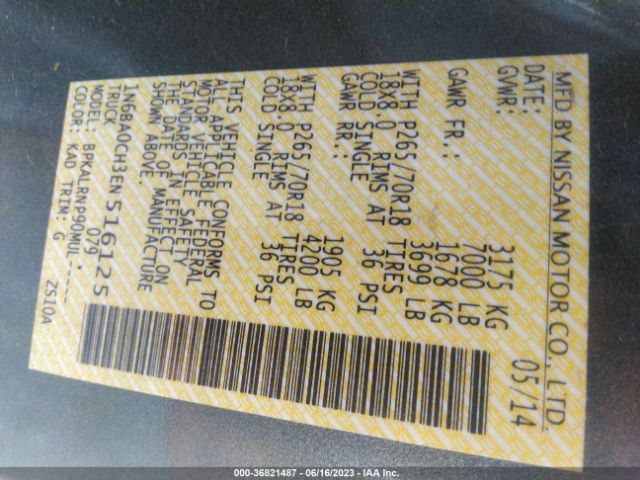 MFD BY NISSAN MOTOR CO., LTD.
DATE: 05/14
GVWR: 3175 KG
7000 LB
GAWR FR.: 1678 KG
3699 LB
WITH P265/70R18 TIRES
18X8.0 RIMS AT 36 PSI
COLD SINGLE
GAWR RR.: 1905 KG
4200 LB
WITH P265/70R18 TIRES
18X8.0 RIMS AT 36 PSI
COLD SINGLE
THIS VEHICLE CONFORMS TO
ALL APPLICABLE FEDERAL
MOTOR VEHICLE SAFETY
STANDARDS IN EFFECT ON
THE DATE OF MANUFACTURE
SHOWN ABOVE.
1N6BA0CH3EN516125
TRUCK 079
MODEL: BPKALRNP90MUL·-----
COLOR: KAD TRIM: G ZS10A
000-36821487 - 06/16/2023 - IAA Inc.